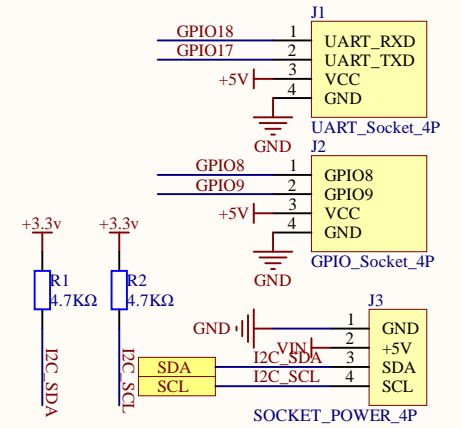 J1
GPIO18 1 UART_RXD
GPIO17 2 UART_TXD
+5V 3 VCC
4 GND
GND
UART_Socket_4P
J2
GPIO8 1 GPIO8
GPIO9 2 GPIO9
+5V 3 VCC
4 GND
GND
GPIO_Socket_4P
+3.3v
+3.3v
R1
4.7KΩ
R2
4.7KΩ
I2C_SDA
I2C_SCL
J3
GND 1 GND
VIN 2 +5V
SDA I2C_SDA 3 SDA
SCL I2C_SCL 4 SCL
SOCKET_POWER_4P